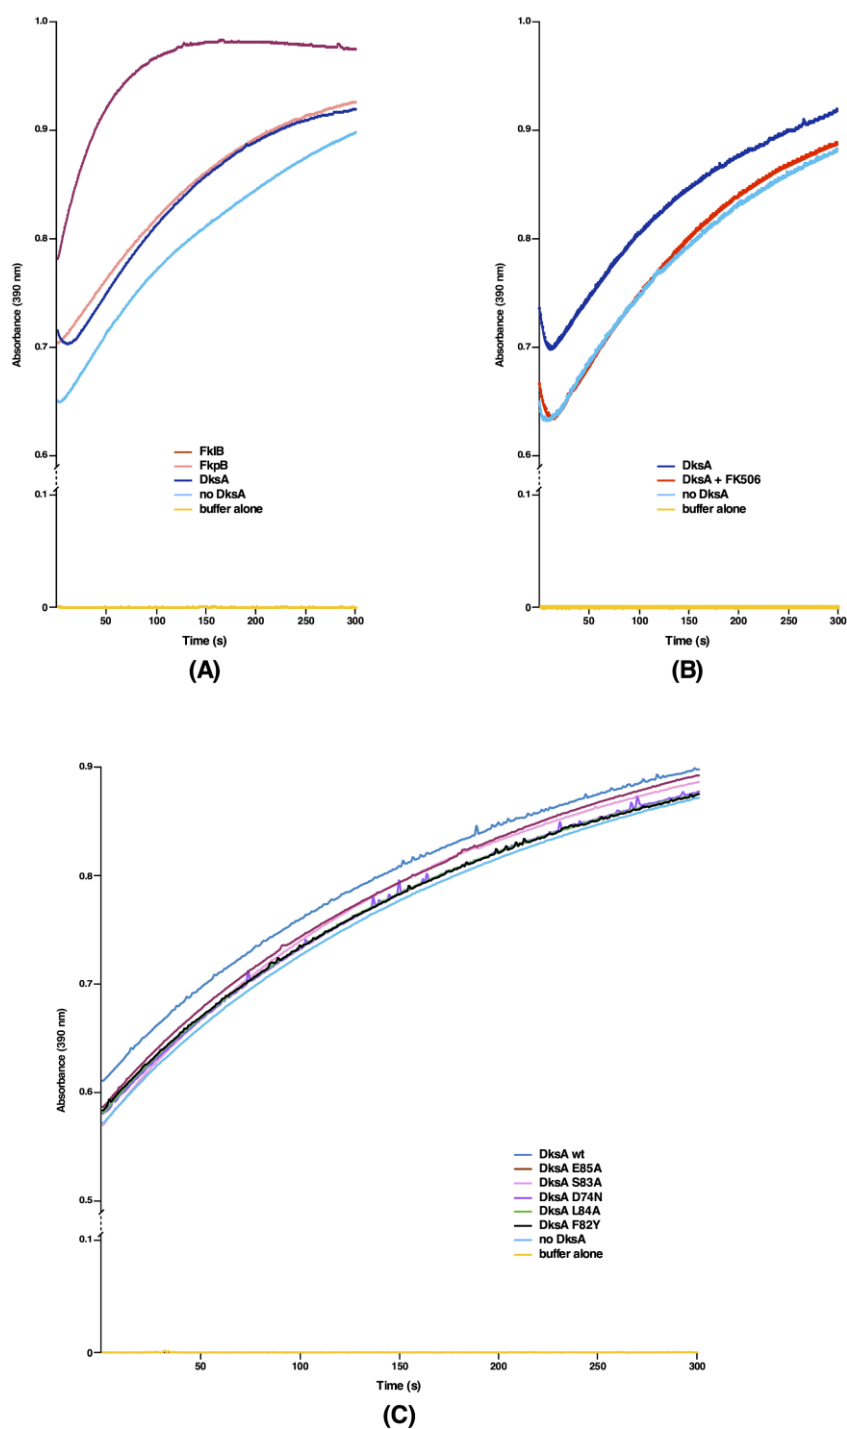 1.0
0.9
0.8
0.7
0.6
0.1
0
Absorbance (390 nm)
FklB
FkpB
DksA
no DksA
buffer alone
50
100
150
200
250
300
Time (s)
(A)
1.0
0.9
0.8
0.7
0.6
0.1
0
Absorbance (390 nm)
DksA
DksA + FK506
no DksA
buffer alone
50
100
150
200
250
300
Time (s)
(B)
0.9
0.8
0.7
0.6
0.5
0.1
0
Absorbance (390 nm)
DksA wt
DksA E85A
DksA S83A
DksA D74N
DksA L84A
DksA F82Y
no DksA
buffer alone
50
100
150
200
250
300
Time (s)
(C)